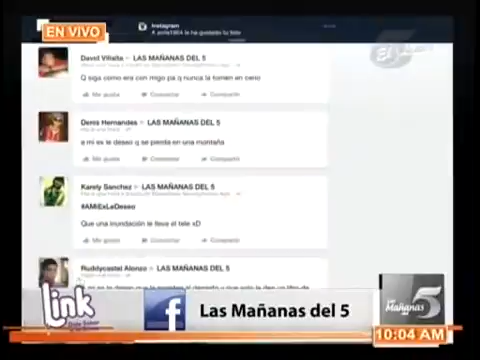 EN VIVO
Instagram
David Villalta LAS MAÑANAS DEL 5
Q siga como era con migo pa q nunca la tomen en cerio
Me gusta Comentar Compartir
Denis Hernandes LAS MAÑANAS DEL 5
a mi ex le deseo q se pierda en una montaña
Me gusta Comentar Compartir
Karely Sanchez LAS MAÑANAS DEL 5
#AMiExLeDeseo
Que una inundación le lleve el tele xD
Me gusta Comentar Compartir
Ruddycastel Alonzo LAS MAÑANAS DEL 5
Link
f
Las Mañanas del 5
Las Mañanas del 5
10:04 AM